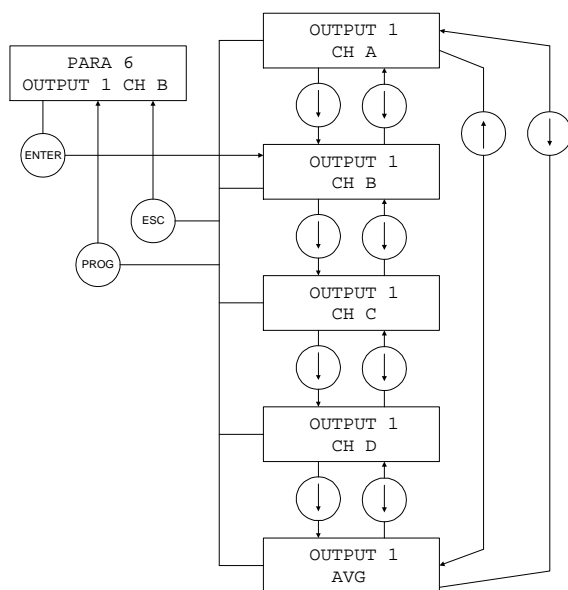 OUTPUT 1
CH A
PARA 6
OUTPUT 1 CH B
ENTER
OUTPUT 1
CH B
ESC
PROG
OUTPUT 1
CH C
OUTPUT 1
CH D
OUTPUT 1
AVG